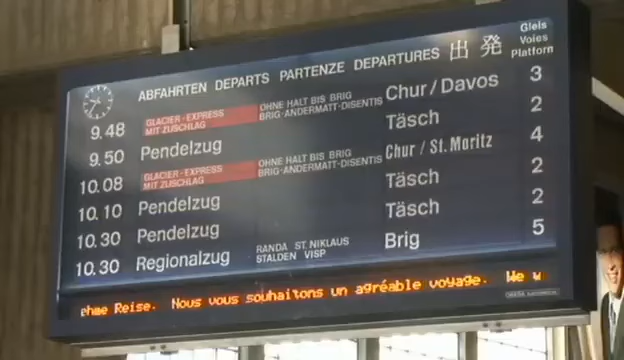 ABFAHRTEN DEPARTS PARTENZE DEPARTURES 出発
Gleis
Voies
Platform
9.48 GLACIER-EXPRESS OHNE HALT BIS BRIG Chur/Davos 3
MIT ZUSCHLAG BRIG-ANDERMATT-DISENTIS
9.50 Pendelzug Täsch 2
10.08 GLACIER-EXPRESS OHNE HALT BIS BRIG Chur / St. Moritz 4
MIT ZUSCHLAG BRIG-ANDERMATT-DISENTIS
10.10 Pendelzug Täsch 2
10.30 Pendelzug Täsch 2
10.30 Regionalzug RANDA ST. NIKLAUS Brig 5
STALDEN VISP
ehme Reise. Nous vous souhaitons un agréable voyage. We w